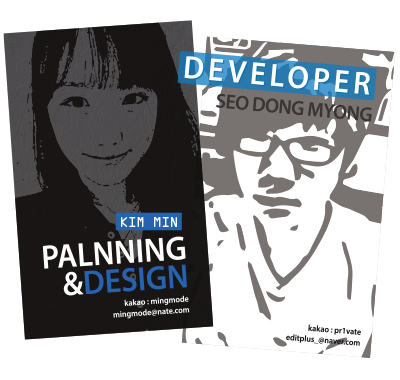 KIM MIN
PALNNING
&DESIGN
kakao : mingmode
mingmode@nate.com
DEVELOPER
SEO DONG MYONG
kakao : pr1vate
editplus_@naver.com